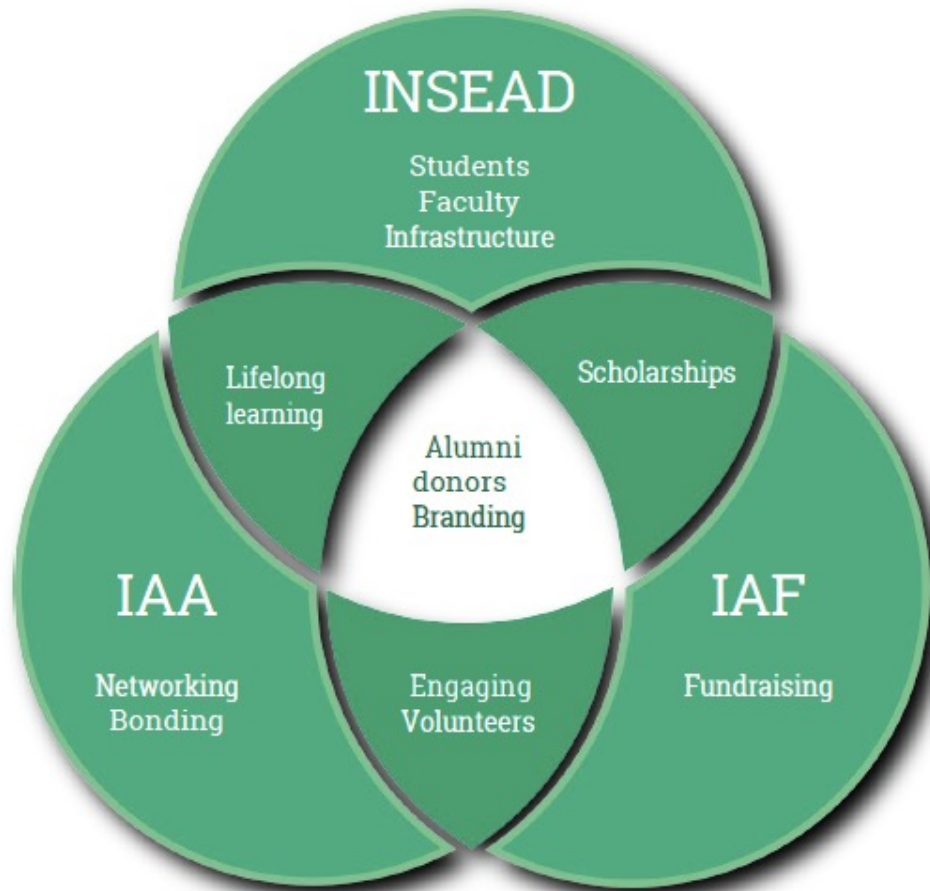 INSEAD
Students
Faculty
Infrastructure
Lifelong
learning
Scholarships
Alumni
donors
Branding
IAA
Networking
Bonding
Engaging
Volunteers
IAF
Fundraising